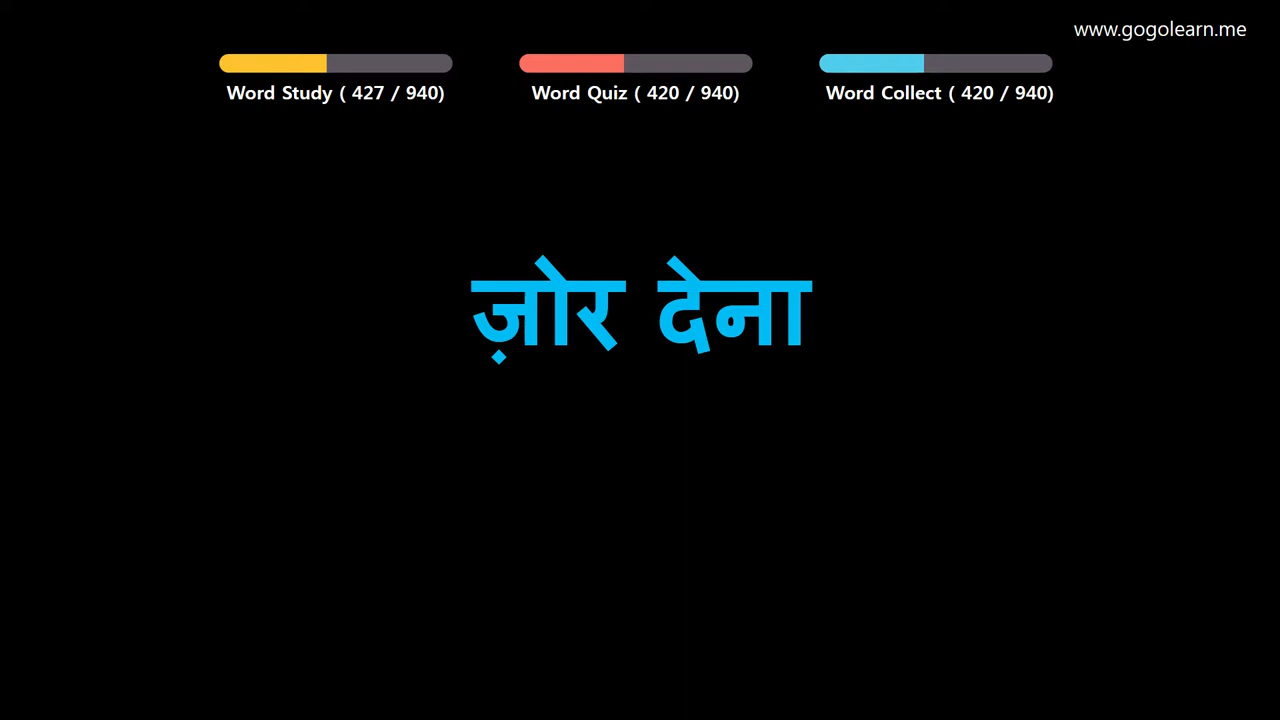 www.gogolearn.me
Word Study ( 427 / 940)
Word Quiz ( 420 / 940)
Word Collect ( 420 / 940)
ज़ोर देना